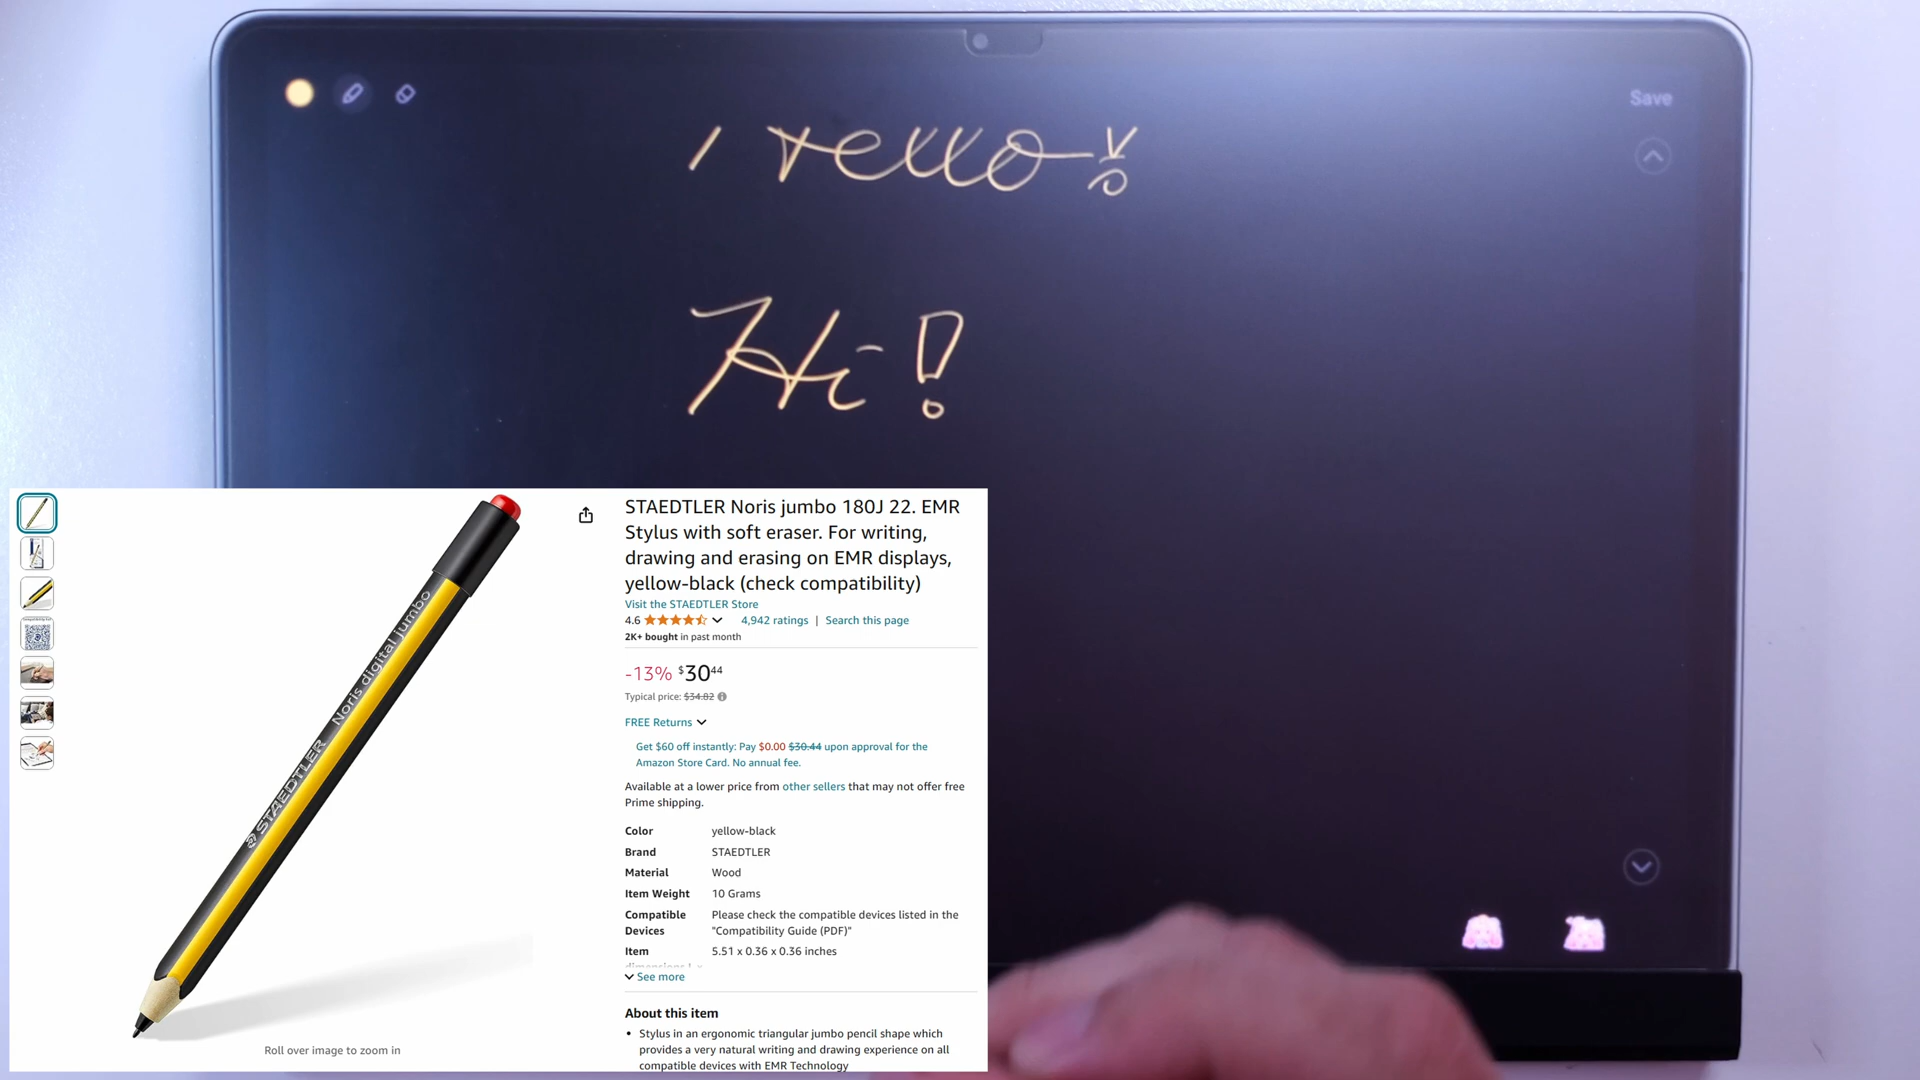 Save
Hello!
Hi!
STAEDTLER Noris digital jumbo
Roll over image to zoom in
STAEDTLER Noris jumbo 180J 22. EMR
Stylus with soft eraser. For writing,
drawing and erasing on EMR displays,
yellow-black (check compatibility)
Visit the STAEDTLER Store
4.6 4,942 ratings | Search this page
2K+ bought in past month
-13% $30 44
Typical price: $34.82
FREE Returns
Get $60 off instantly: Pay $0.00 $30.44 upon approval for the
Amazon Store Card. No annual fee.
Available at a lower price from other sellers that may not offer free
Prime shipping.
Color yellow-black
Brand STAEDTLER
Material Wood
Item Weight 10 Grams
Compatible Devices Please check the compatible devices listed in the
"Compatibility Guide (PDF)"
Item 5.51 x 0.36 x 0.36 inches
See more
About this item
• Stylus in an ergonomic triangular jumbo pencil shape which
provides a very natural writing and drawing experience on all
compatible devices with EMR Technology